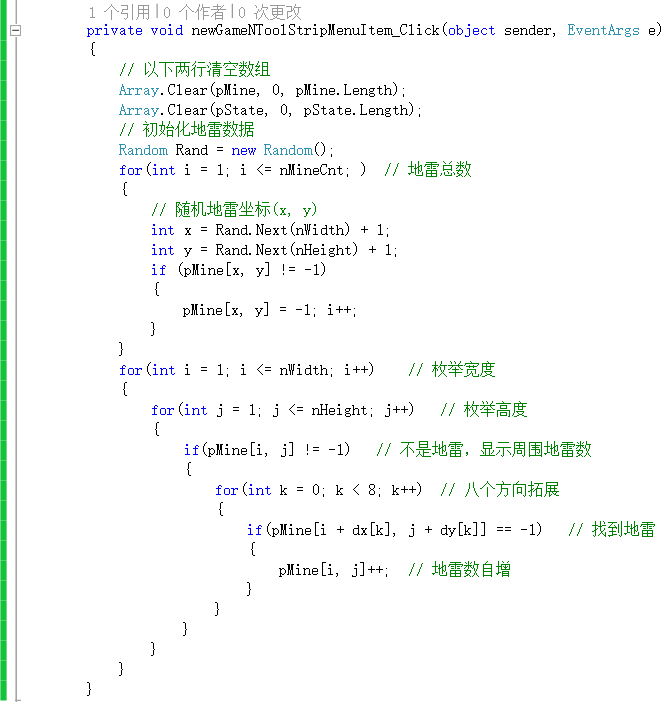 1 个引用|0 个作者|0 次更改
private void newGameNToolStripMenuItem_Click(object sender, EventArgs e)
{
// 以下两行清空数组
Array.Clear(pMine, 0, pMine.Length);
Array.Clear(pState, 0, pState.Length);
// 初始化地雷数据
Random Rand = new Random();
for(int i = 1; i <= nMineCnt; ) // 地雷总数
{
// 随机地雷坐标(x, y)
int x = Rand.Next(nWidth) + 1;
int y = Rand.Next(nHeight) + 1;
if (pMine[x, y] != -1)
{
pMine[x, y] = -1; i++;
}
}
for(int i = 1; i <= nWidth; i++) // 枚举宽度
{
for(int j = 1; j <= nHeight; j++) // 枚举高度
{
if(pMine[i, j] != -1) // 不是地雷，显示周围地雷数
{
for(int k = 0; k < 8; k++) // 八个方向拓展
{
if(pMine[i + dx[k], j + dy[k]] == -1) // 找到地雷
{
pMine[i, j]++; // 地雷数自增
}
}
}
}
}
}